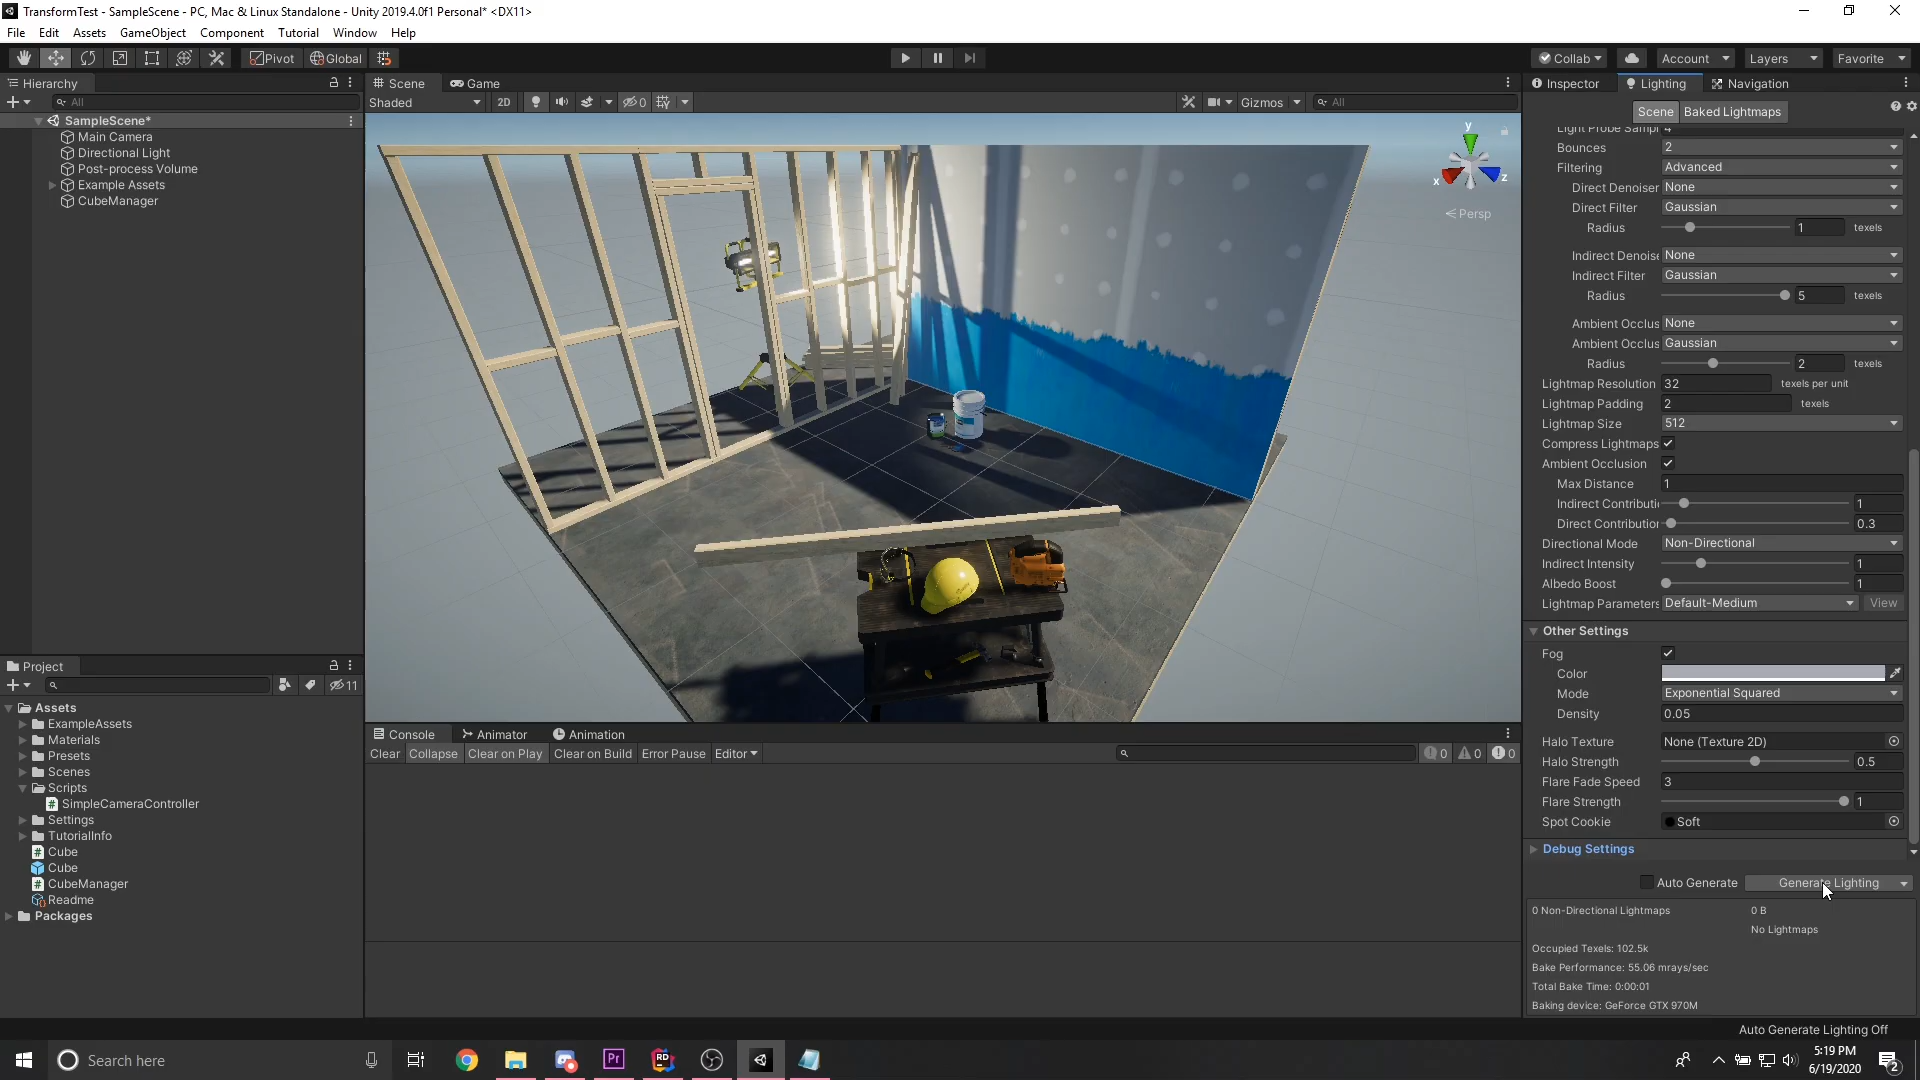 TransformTest - SampleScene - PC, Mac & Linux Standalone - Unity 2019.4.0f1 Personal* <DX11>
File Edit Assets GameObject Component Tutorial Window Help
Pivot Global Collab Account Layers Favorite
Hierarchy
All
SampleScene*
Main Camera
Directional Light
Post-process Volume
Example Assets
CubeManager
Scene Game
Shaded 2D 0 Gizmos All
y
x z
Persp
Project
11
Assets
ExampleAssets
Materials
Presets
Scenes
Scripts
SimpleCameraController
Settings
TutorialInfo
Cube
Cube
CubeManager
Readme
Packages
Console Animator Animation
Clear Collapse Clear on Play Clear on Build Error Pause Editor 0 0 0
Inspector Lighting Navigation
Scene Baked Lightmaps
Light Probe Sampl 4
Bounces 2
Filtering Advanced
Direct Denoiser None
Direct Filter Gaussian
Radius 1 texels
Indirect Denoise None
Indirect Filter Gaussian
Radius 5 texels
Ambient Occlus None
Ambient Occlus Gaussian
Radius 2 texels
Lightmap Resolution 32 texels per unit
Lightmap Padding 2 texels
Lightmap Size 512
Compress Lightmaps
Ambient Occlusion
Max Distance 1
Indirect Contributi 1
Direct Contribution 0.3
Directional Mode Non-Directional
Indirect Intensity 1
Albedo Boost 1
Lightmap Parameters Default-Medium View
Other Settings
Fog
Color
Mode Exponential Squared
Density 0.05
Halo Texture None (Texture 2D)
Halo Strength 0.5
Flare Fade Speed 3
Flare Strength 1
Spot Cookie Soft
Debug Settings
Auto Generate Generate Lighting
0 Non-Directional Lightmaps 0 B
No Lightmaps
Occupied Texels: 102.5k
Bake Performance: 55.06 mrays/sec
Total Bake Time: 0:00:01
Baking device: GeForce GTX 970M
Auto Generate Lighting Off
Search here
Pr
RD
5:19 PM
6/19/2020
2